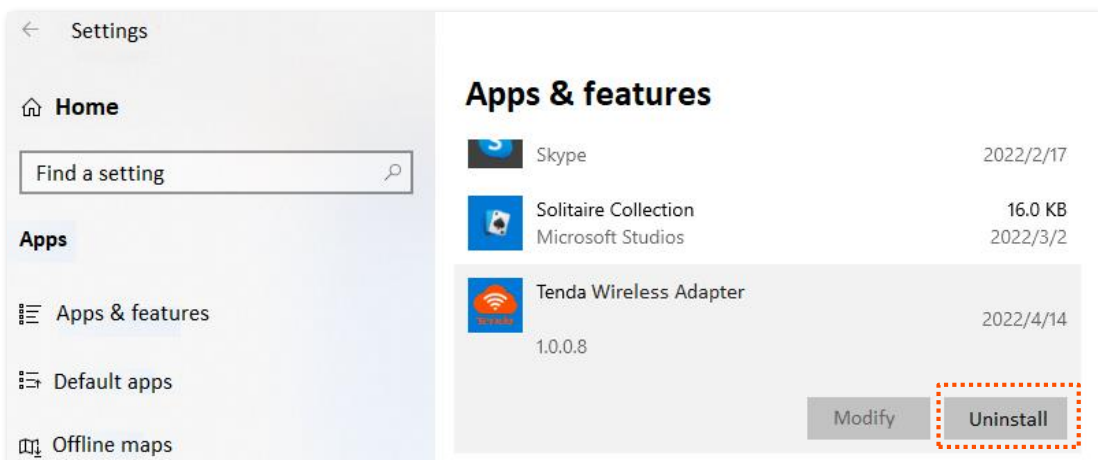 Settings
Home
Find a setting
Apps
Apps & features
Default apps
Offline maps
Apps & features
Skype
2022/2/17
Solitaire Collection
16.0 KB
Microsoft Studios
2022/3/2
Tenda Wireless Adapter
2022/4/14
1.0.0.8
Modify
Uninstall